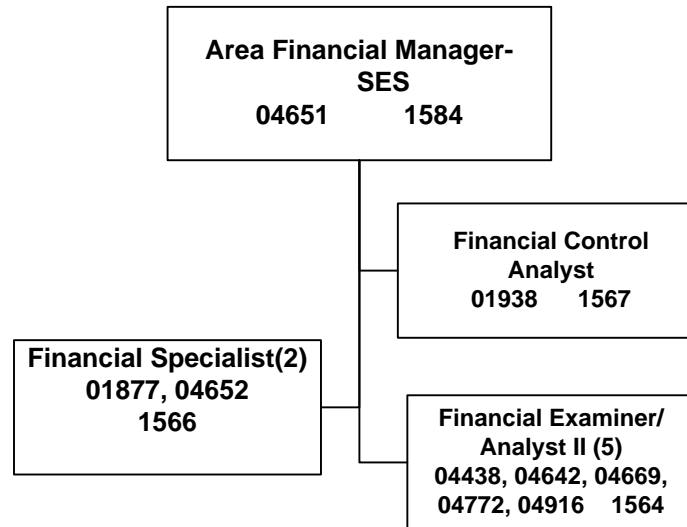 Area Financial Manager-
SES
04651 1584
Financial Control
Analyst
01938 1567
Financial Specialist(2)
01877, 04652
1566
Financial Examiner/
Analyst II (5)
04438, 04642, 04669,
04772, 04916 1564